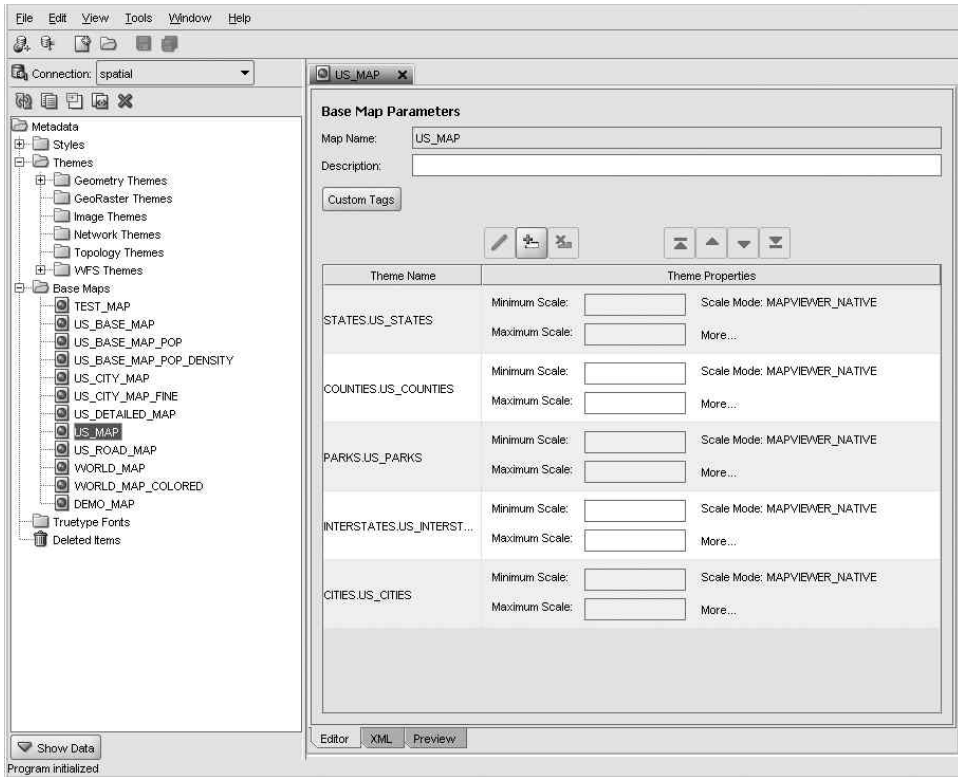 File Edit View Tools Window Help
Connection: spatial
Metadata
Styles
Themes
Geometry Themes
GeoRaster Themes
Image Themes
Network Themes
Topology Themes
WFS Themes
Base Maps
TEST_MAP
US_BASE_MAP
US_BASE_MAP_POP
US_BASE_MAP_POP_DENSITY
US_CITY_MAP
US_CITY_MAP_FINE
US_DETAILED_MAP
US_MAP
US_ROAD_MAP
WORLD_MAP
WORLD_MAP_COLORED
DEMO_MAP
Truetype Fonts
Deleted Items
Show Data
Program initialized
US_MAP
Base Map Parameters
Map Name: US_MAP
Description:
Custom Tags
Theme Name Theme Properties
STATES.US_STATES
Minimum Scale: Scale Mode: MAPVIEWER_NATIVE
Maximum Scale: More...
COUNTIES.US_COUNTIES
Minimum Scale: Scale Mode: MAPVIEWER_NATIVE
Maximum Scale: More...
PARKS.US_PARKS
Minimum Scale: Scale Mode: MAPVIEWER_NATIVE
Maximum Scale: More...
INTERSTATES.US_INTERST...
Minimum Scale: Scale Mode: MAPVIEWER_NATIVE
Maximum Scale: More...
CITIES.US_CITIES
Minimum Scale: Scale Mode: MAPVIEWER_NATIVE
Maximum Scale: More...
Editor XML Preview